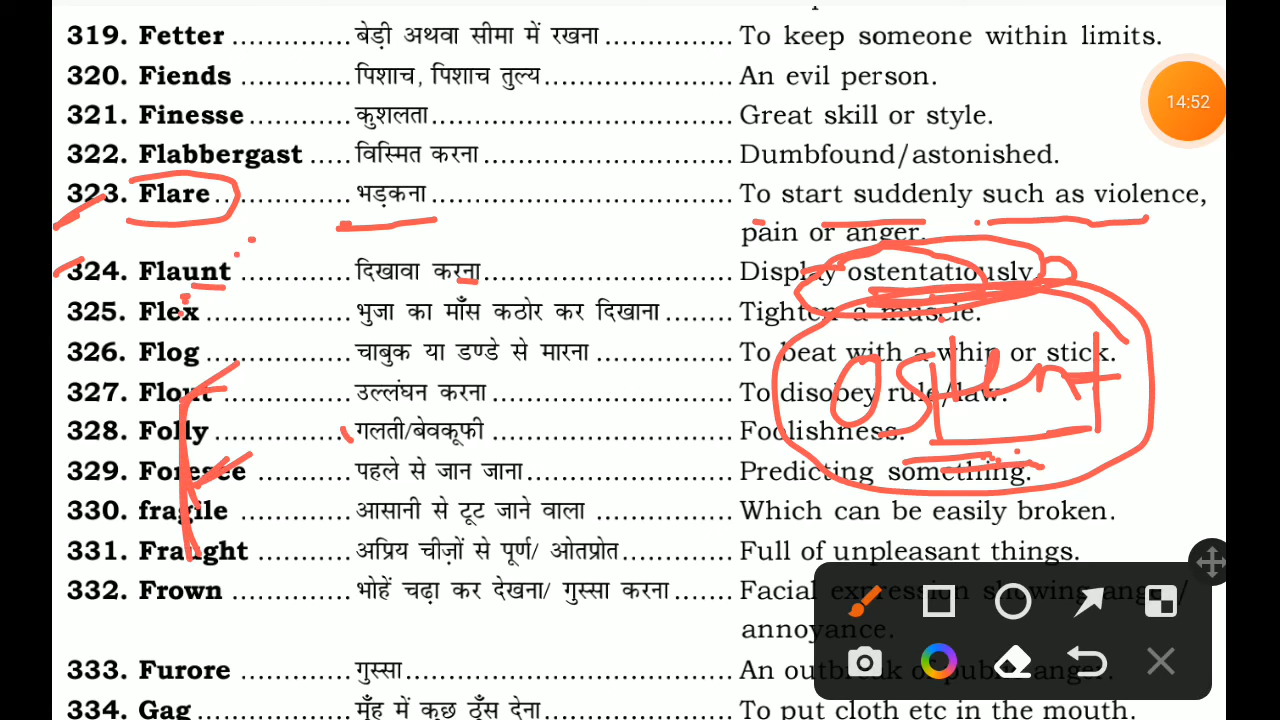 319. Fetter .............. बेड़ी अथवा सीमा में रखना .............. To keep someone within limits.
14:52
320. Fiends .............. पिशाच, पिशाच तुल्य .............. An evil person.
321. Finesse .............. कुशलता .............. Great skill or style.
322. Flabbergast ..... विस्मित करना .............. Dumbfound/astonished.
323. Flare .............. भड़कना .............. To start suddenly such as violence,
pain or anger.
324. Flaunt .............. दिखावा करना .............. Display ostentatiously.
325. Flex .............. भुजा का माँस कठोर कर दिखाना ........ Tighten a muscle.
326. Flog .............. चाबुक या डण्डे से मारना .............. To beat with a whip or stick.
ostent
327. Flout .............. उल्लंघन करना .............. To disobey rule/law.
328. Folly .............. गलती/बेवकूफी .............. Foolishness.
329. Foresee .............. पहले से जान जाना .............. Predicting something.
330. fragile .............. आसानी से टूट जाने वाला .............. Which can be easily broken.
331. Fraught .............. अप्रिय चीज़ों से पूर्ण/ ओतप्रोत .............. Full of unpleasant things.
332. Frown .............. भोहें चढ़ा कर देखना/ गुस्सा करना ....... Facial expression showing anger/
annoyance.
333. Furore .............. गुस्सा .............. An outbreak of public anger.
334. Gag .............. मुँह में कुछ ठूँस देना .............. To put cloth etc in the mouth.